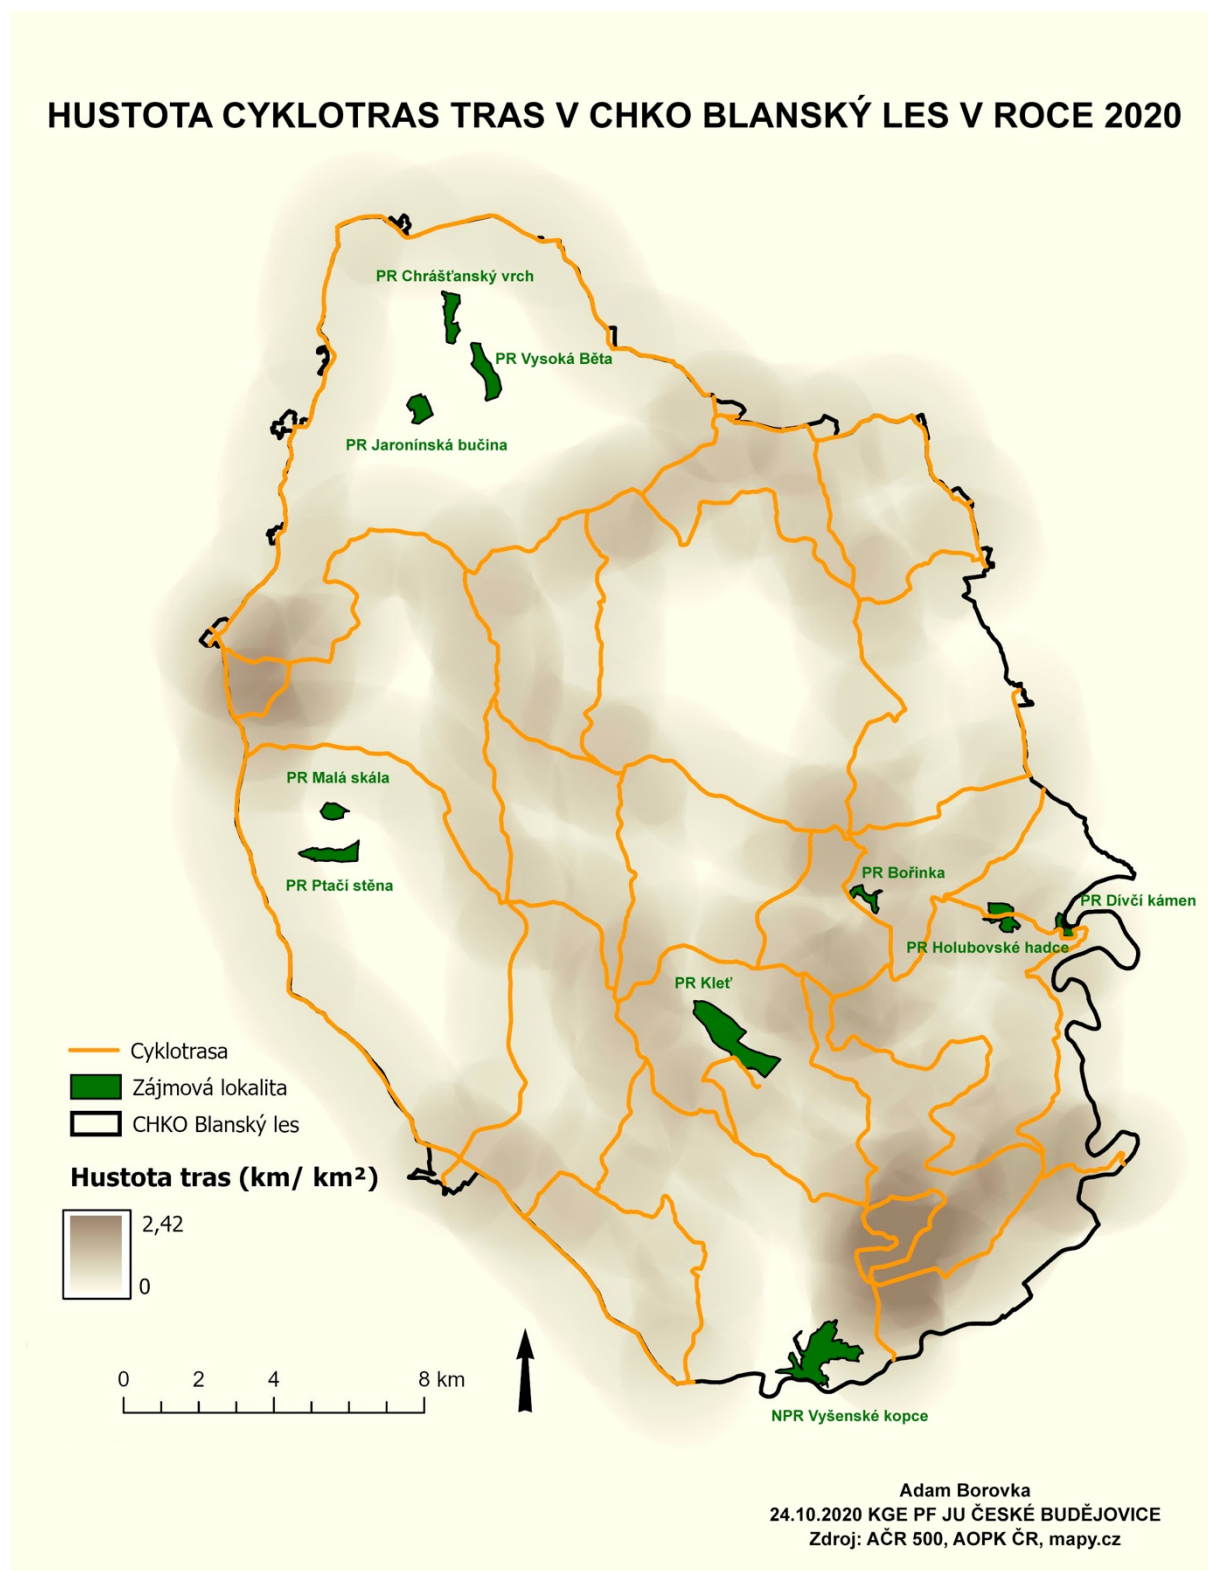 HUSTOTA CYKLOTRAS TRAS V CHKO BLANSKÝ LES V ROCE 2020
PR Chrášťanský vrch
PR Vysoká Běta
PR Jaronínská bučina
PR Malá skála
PR Ptačí stěna
PR Bořinka
PR Dívčí kámen
PR Holubovské hadce
PR Kleť
Cyklotrasa
Zájmová lokalita
CHKO Blanský les
Hustota tras (km/ km²)
2,42
0
0 2 4 8 km
NPR Vyšenské kopce
Adam Borovka
24.10.2020 KGE PF JU ČESKÉ BUDĚJOVICE
Zdroj: AČR 500, AOPK ČR, mapy.cz